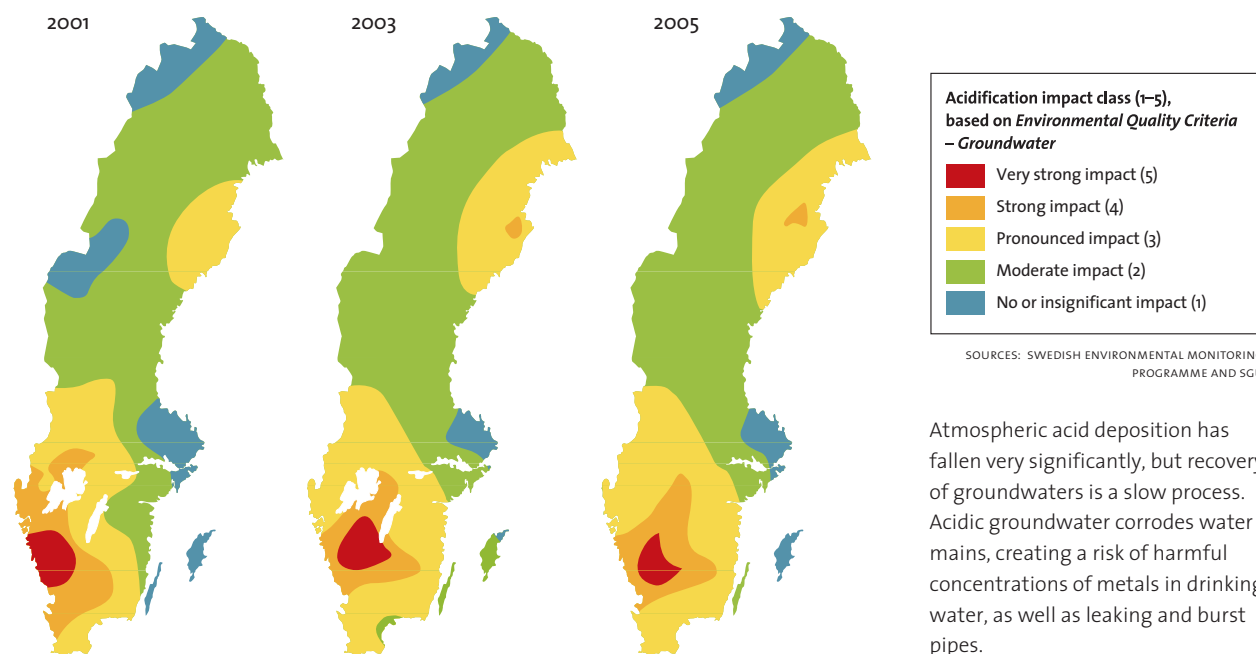 2001
2003
2005
Acidification impact class (1–5),
based on Environmental Quality Criteria
– Groundwater
Very strong impact (5)
Strong impact (4)
Pronounced impact (3)
Moderate impact (2)
No or insignificant impact (1)
SOURCES: SWEDISH ENVIRONMENTAL MONITORING
PROGRAMME AND SGU
Atmospheric acid deposition has
fallen very significantly, but recovery
of groundwaters is a slow process.
Acidic groundwater corrodes water
mains, creating a risk of harmful
concentrations of metals in drinking
water, as well as leaking and burst
pipes.